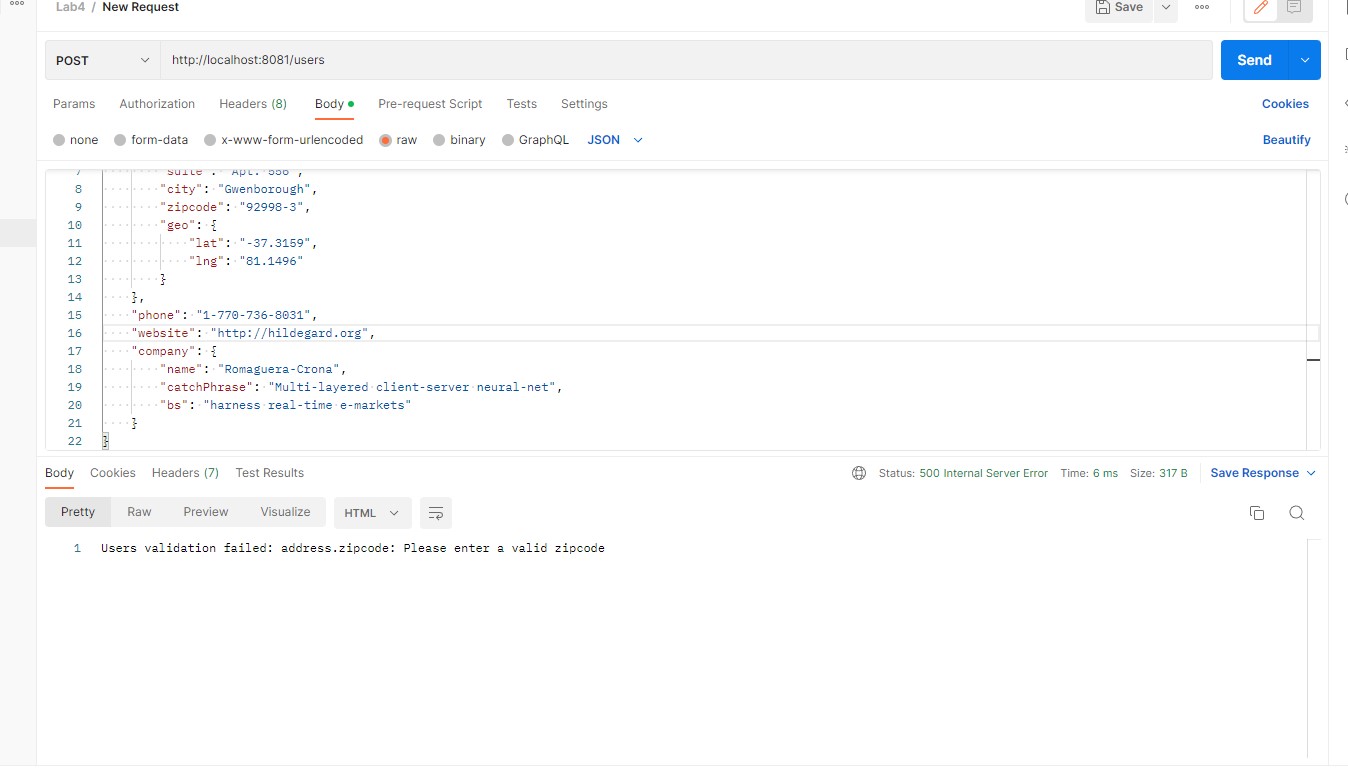 Lab4 / New Request
Save
POST http://localhost:8081/users
Send
Params Authorization Headers (8) Body Pre-request Script Tests Settings Cookies
none form-data x-www-form-urlencoded raw binary GraphQL JSON Beautify
7 "suite": "Apt. 556",
8 "city": "Gwenborough",
9 "zipcode": "92998-3",
10 "geo": {
11 "lat": "-37.3159",
12 "lng": "81.1496"
13 }
14 },
15 "phone": "1-770-736-8031",
16 "website": "http://hildegard.org",
17 "company": {
18 "name": "Romaguera-Crona",
19 "catchPhrase": "Multi-layered client-server neural-net",
20 "bs": "harness real-time e-markets"
21 }
22 }
Body Cookies Headers (7) Test Results Status: 500 Internal Server Error Time: 6 ms Size: 317 B Save Response
Pretty Raw Preview Visualize HTML
1 Users validation failed: address.zipcode: Please enter a valid zipcode